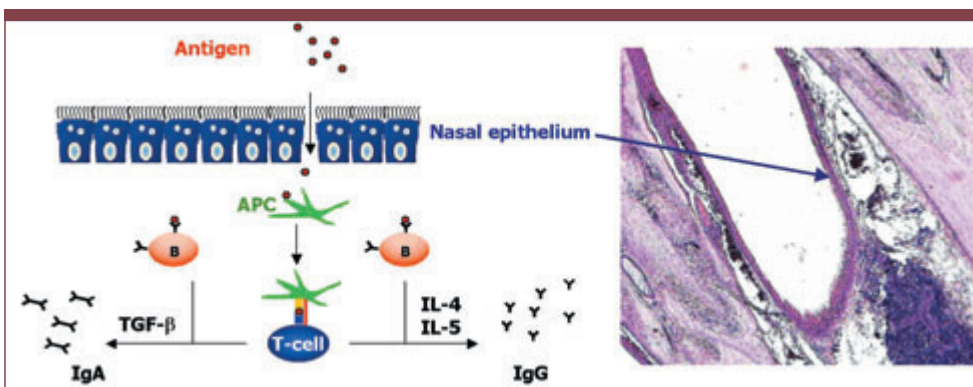 Antigen
Nasal epithelium
APC
B
B
TGF-β
T-cell
IL-4
IL-5
IgA
IgG